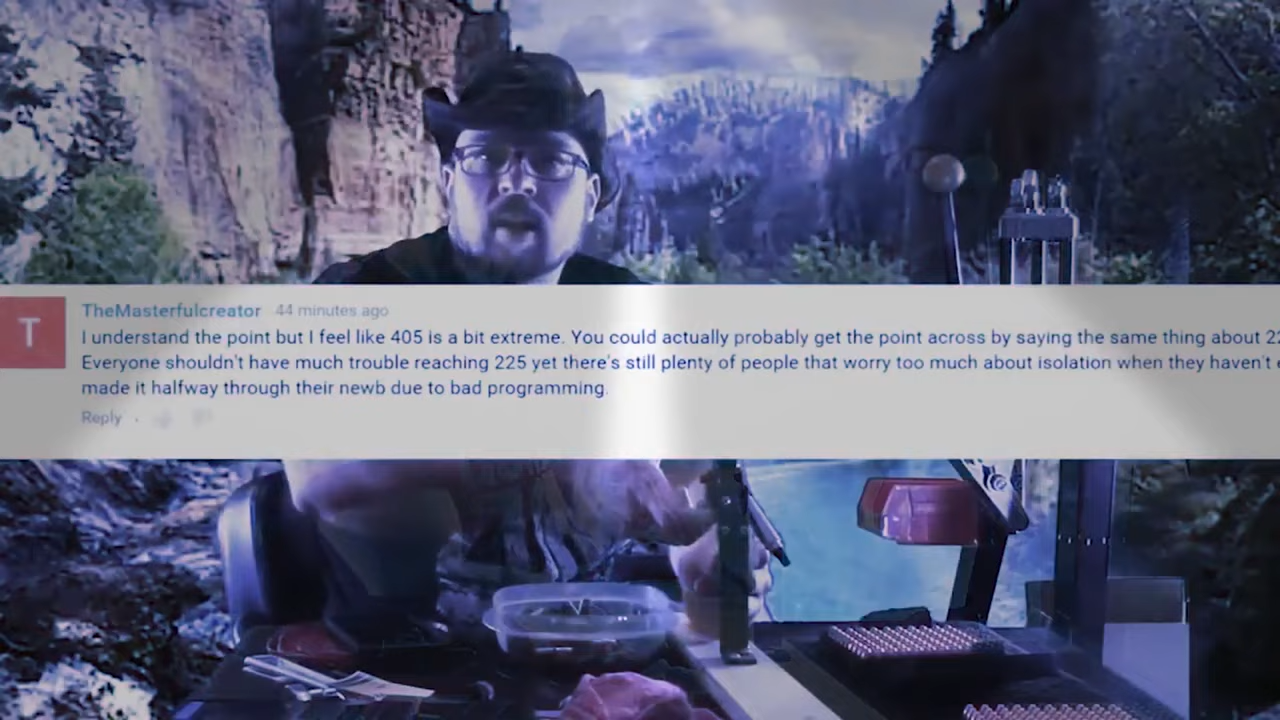 T
TheMasterfulcreator 44 minutes ago
I understand the point but I feel like 405 is a bit extreme. You could actually probably get the point across by saying the same thing about
Everyone shouldn't have much trouble reaching 225 yet there's still plenty of people that worry too much about isolation when they haven't
made it halfway through their newb due to bad programming.
Reply